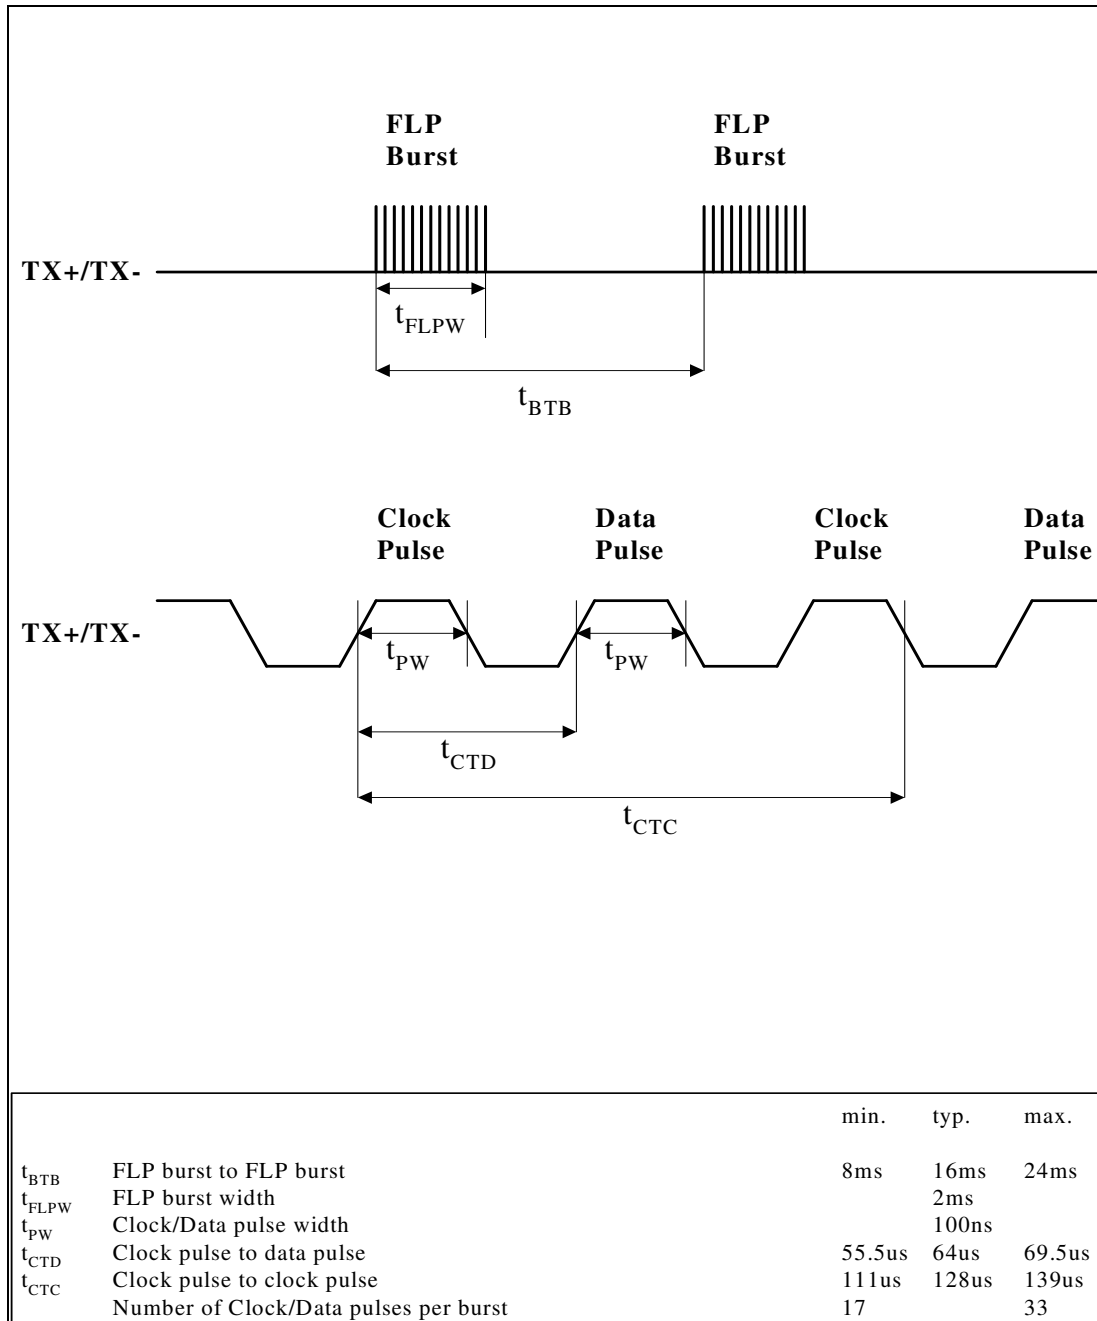 FLP Burst
FLP Burst
TX+/TX-
tFLPW
tBTB
Clock Pulse
Data Pulse
Clock Pulse
Data Pulse
TX+/TX-
tPW
tPW
tCTD
tCTC
min. typ. max.
tBTB FLP burst to FLP burst 8ms 16ms 24ms
tFLPW FLP burst width 2ms
tPW Clock/Data pulse width 100ns
tCTD Clock pulse to data pulse 55.5us 64us 69.5us
tCTC Clock pulse to clock pulse 111us 128us 139us
Number of Clock/Data pulses per burst 17 33